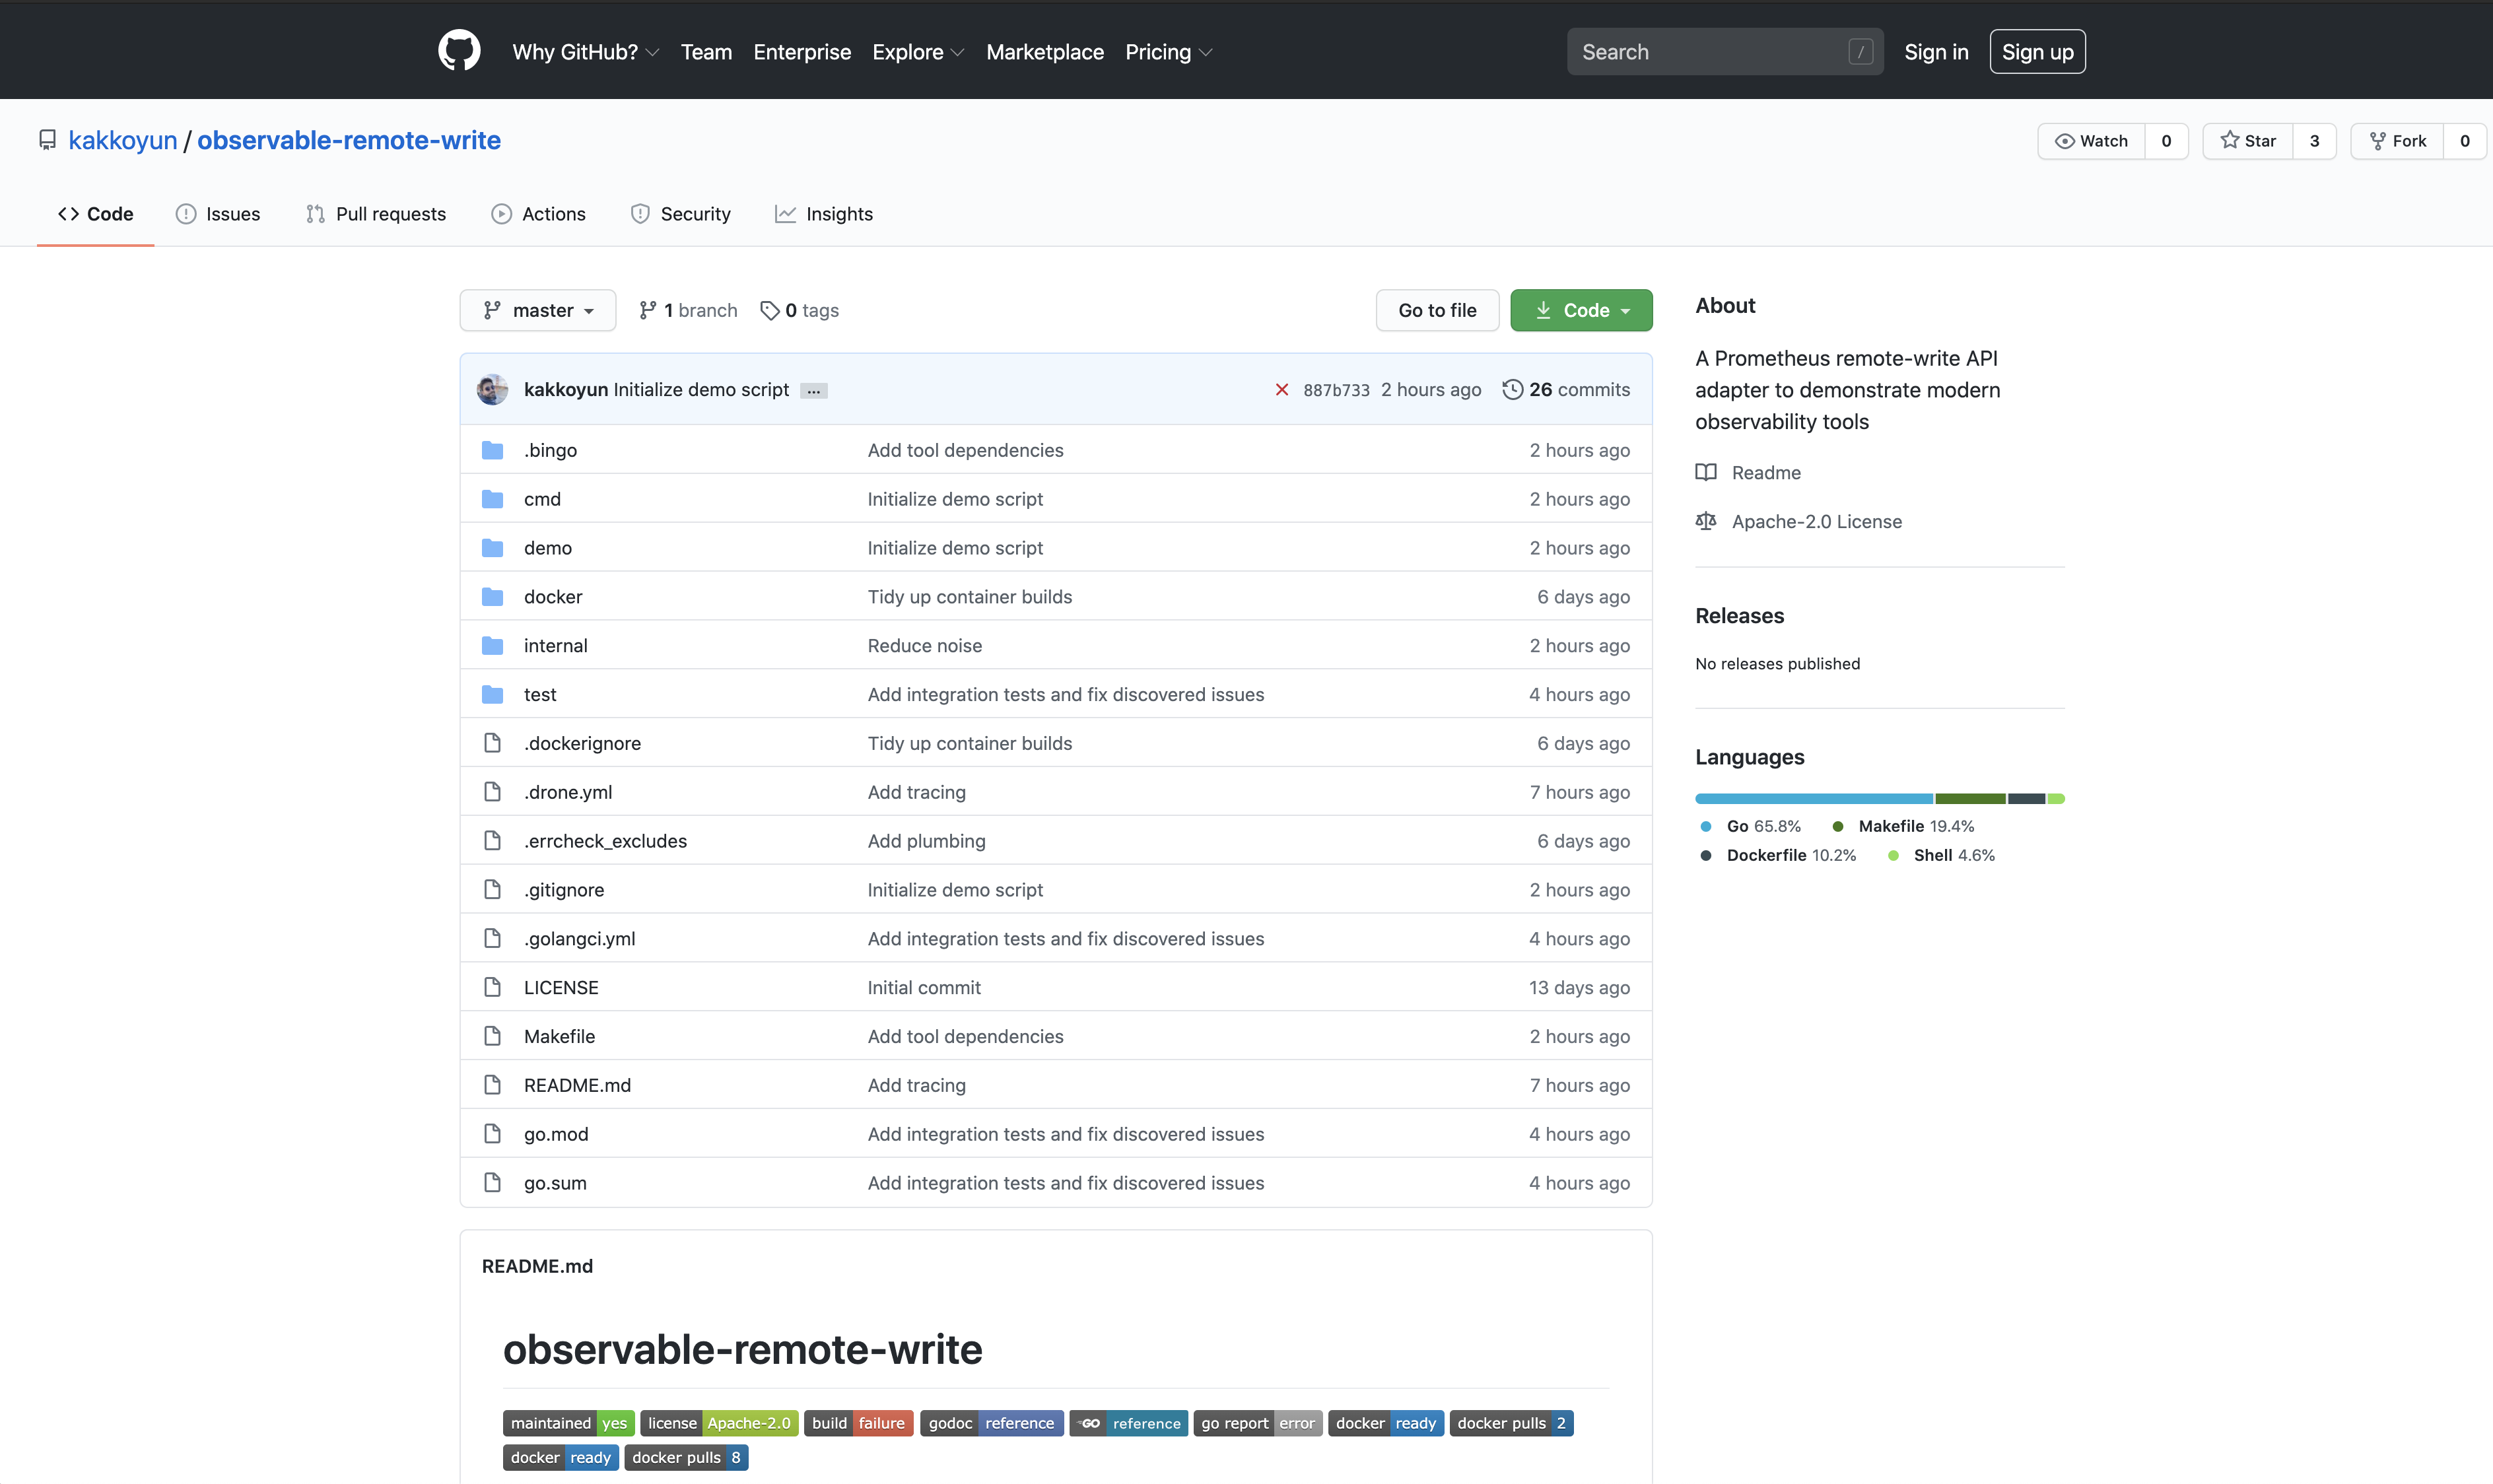 Why GitHub? Team Enterprise Explore Marketplace Pricing Search / Sign in Sign up
kakkoyun / observable-remote-write Watch 0 Star 3 Fork 0
Code Issues Pull requests Actions Security Insights
master 1 branch 0 tags Go to file Code
kakkoyun Initialize demo script ... 887b733 2 hours ago 26 commits
.bingo Add tool dependencies 2 hours ago
cmd Initialize demo script 2 hours ago
demo Initialize demo script 2 hours ago
docker Tidy up container builds 6 days ago
internal Reduce noise 2 hours ago
test Add integration tests and fix discovered issues 4 hours ago
.dockerignore Tidy up container builds 6 days ago
.drone.yml Add tracing 7 hours ago
.errcheck_excludes Add plumbing 6 days ago
.gitignore Initialize demo script 2 hours ago
.golangci.yml Add integration tests and fix discovered issues 4 hours ago
LICENSE Initial commit 13 days ago
Makefile Add tool dependencies 2 hours ago
README.md Add tracing 7 hours ago
go.mod Add integration tests and fix discovered issues 4 hours ago
go.sum Add integration tests and fix discovered issues 4 hours ago
README.md
observable-remote-write
maintained yes license Apache-2.0 build failure godoc reference GO reference go report error docker ready docker pulls 2
docker ready docker pulls 8
About
A Prometheus remote-write API
adapter to demonstrate modern
observability tools
Readme
Apache-2.0 License
Releases
No releases published
Languages
Go 65.8% Makefile 19.4%
Dockerfile 10.2% Shell 4.6%